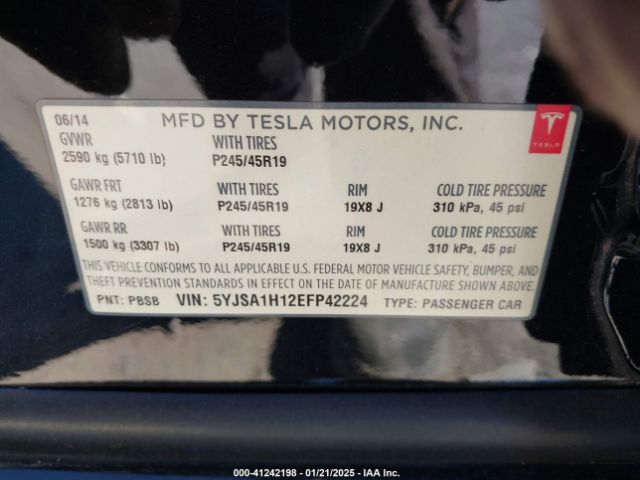 06/14 MFD BY TESLA MOTORS, INC.
GVWR WITH TIRES
2590 kg (5710 lb) P245/45R19
TESLA
GAWR FRT WITH TIRES RIM COLD TIRE PRESSURE
1276 kg (2813 lb) P245/45R19 19X8 J 310 kPa, 45 psi
GAWR RR WITH TIRES RIM COLD TIRE PRESSURE
1500 kg (3307 lb) P245/45R19 19X8 J 310 kPa, 45 psi
THIS VEHICLE CONFORMS TO ALL APPLICABLE U.S. FEDERAL MOTOR VEHICLE SAFETY, BUMPER, AND
THEFT PREVENTION STANDARDS IN EFFECT ON THE DATE OF MANUFACTURE SHOWN ABOVE.
PNT: PBSB VIN: 5YJSA1H12EFP42224 TYPE: PASSENGER CAR
000-41242198 - 01/21/2025 - IAA Inc.